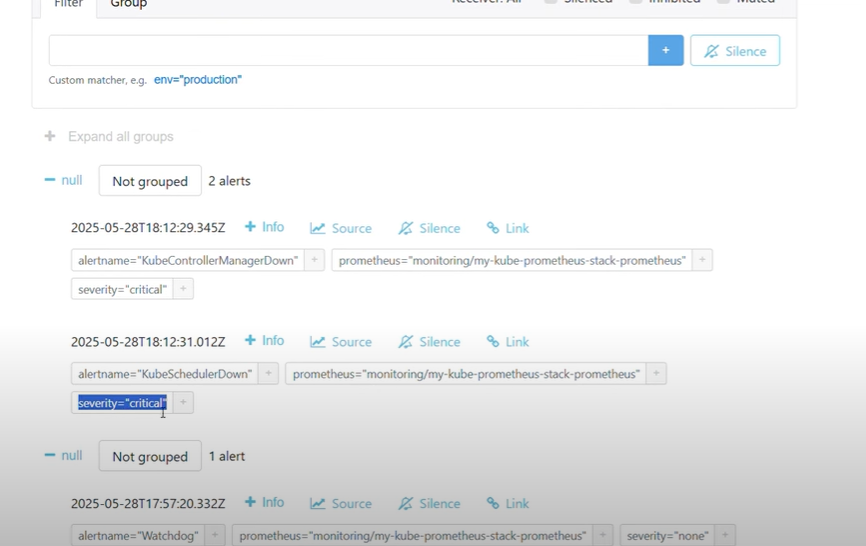 Filter Group Receiver: All Silenced Inhibited Muted
+ Silence
Custom matcher, e.g. env="production"
+ Expand all groups
− null Not grouped 2 alerts
2025-05-28T18:12:29.345Z + Info Source Silence Link
alertname="KubeControllerManagerDown" + prometheus="monitoring/my-kube-prometheus-stack-prometheus" +
severity="critical" +
2025-05-28T18:12:31.012Z + Info Source Silence Link
alertname="KubeSchedulerDown" + prometheus="monitoring/my-kube-prometheus-stack-prometheus" +
severity="critical" +
− null Not grouped 1 alert
2025-05-28T17:57:20.332Z + Info Source Silence Link
alertname="Watchdog" + prometheus="monitoring/my-kube-prometheus-stack-prometheus" + severity="none" +